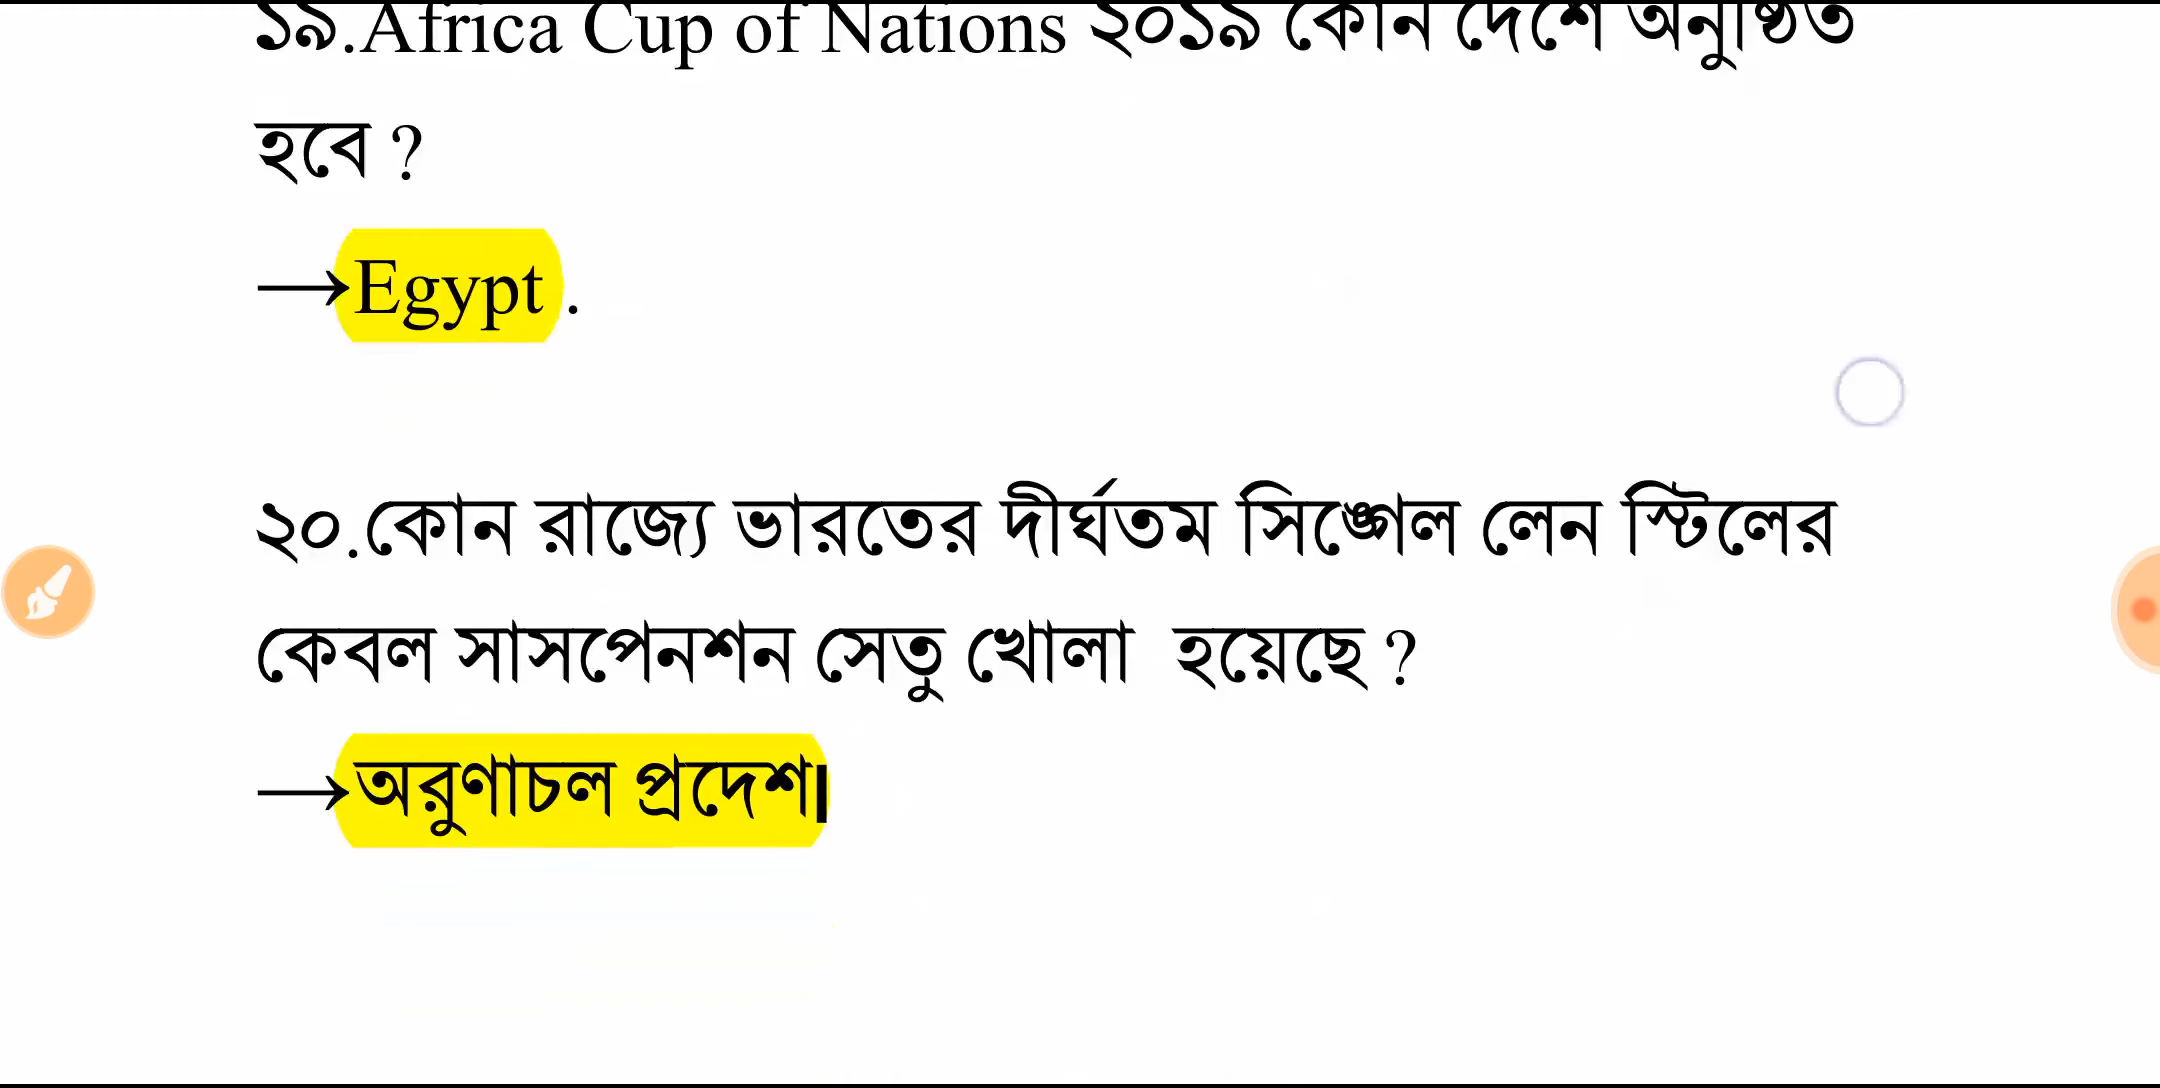 ১৯.Africa Cup of Nations ২০১৯ কোন দেশে অনুষ্ঠিত
হবে ?
→Egypt .
২০.কোন রাজ্যে ভারতের দীর্ঘতম সিঙ্গেল লেন স্টিলের
কেবল সাসপেনশন সেতু খোলা হয়েছে ?
→অরুণাচল প্রদেশ।